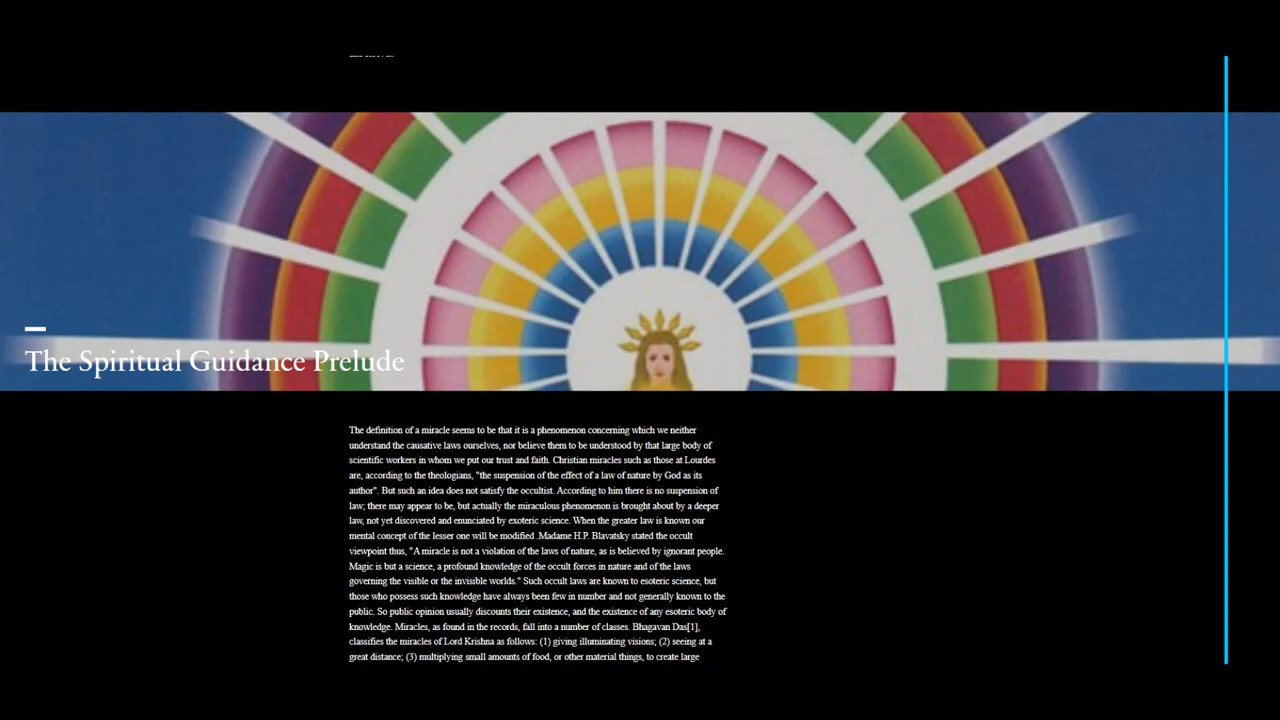 The Spiritual Guidance Prelude
The definition of a miracle seems to be that it is a phenomenon concerning which we neither
understand the causative laws ourselves, nor believe them to be understood by that large body of
scientific workers in whom we put our trust and faith. Christian miracles such as those at Lourdes
are, according to the theologians, "the suspension of the effect of a law of nature by God as its
author". But such an idea does not satisfy the occultist. According to him there is no suspension of
law; there may appear to be, but actually the miraculous phenomenon is brought about by a deeper
law, not yet discovered and enunciated by exoteric science. When the greater law is known our
mental concept of the lesser one will be modified .Madame H.P. Blavatsky stated the occult
viewpoint thus, "A miracle is not a violation of the laws of nature, as is believed by ignorant people.
Magic is but a science, a profound knowledge of the occult forces in nature and of the laws
governing the visible or the invisible worlds." Such occult laws are known to esoteric science, but
those who possess such knowledge have always been few in number and not generally known to the
public. So public opinion usually discounts their existence, and the existence of any esoteric body of
knowledge. Miracles, as found in the records, fall into a number of classes. Bhagavan Das[1],
classifies the miracles of Lord Krishna as follows: (1) giving illuminating visions; (2) seeing at a
great distance; (3) multiplying small amounts of food, or other material things, to create large